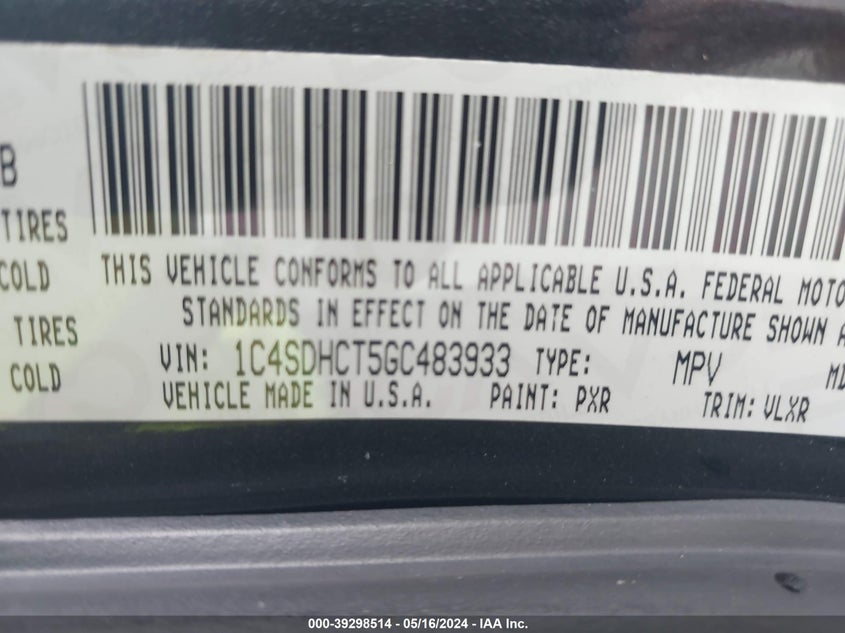 B
TIRES
COLD
THIS VEHICLE CONFORMS TO ALL APPLICABLE U.S.A. FEDERAL MOTO
TIRES
STANDARDS IN EFFECT ON THE DATE OF MANUFACTURE SHOWN A
COLD
VIN: 1C4SDHCT5GC483933 TYPE: MPV MD
VEHICLE MADE IN U.S.A. PAINT: PXR TRIM: VLXR
000-39298514 - 05/16/2024 - IAA Inc.